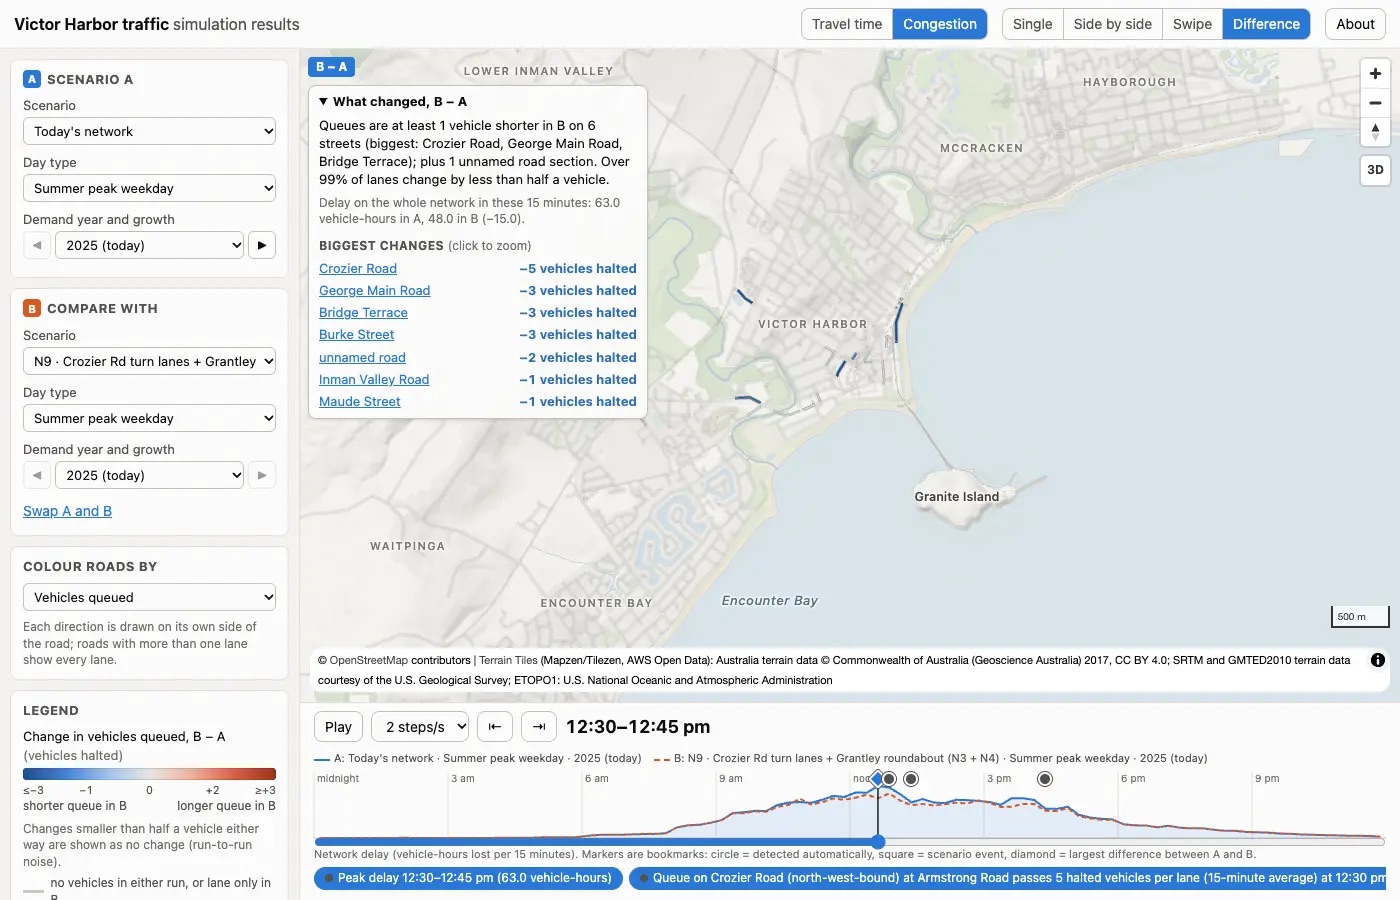 Victor Harbor traffic simulation results
Travel time
Congestion
Single
Side by side
Swipe
Difference
About
A SCENARIO A
Scenario
Today's network
Day type
Summer peak weekday
Demand year and growth
2025 (today)
B COMPARE WITH
Scenario
N9 · Crozier Rd turn lanes + Grantley
Day type
Summer peak weekday
Demand year and growth
2025 (today)
Swap A and B
COLOUR ROADS BY
Vehicles queued
Each direction is drawn on its own side of
the road; roads with more than one lane
show every lane.
LEGEND
Change in vehicles queued, B – A
(vehicles halted)
≤−3 −1 0 +2 ≥+3
shorter queue in B longer queue in B
Changes smaller than half a vehicle either
way are shown as no change (run-to-run
noise).
no vehicles in either run, or lane only in
B – A
▼ What changed, B – A
Queues are at least 1 vehicle shorter in B on 6
streets (biggest: Crozier Road, George Main Road,
Bridge Terrace); plus 1 unnamed road section. Over
99% of lanes change by less than half a vehicle.
Delay on the whole network in these 15 minutes: 63.0
vehicle-hours in A, 48.0 in B (−15.0).
BIGGEST CHANGES (click to zoom)
Crozier Road −5 vehicles halted
George Main Road −3 vehicles halted
Bridge Terrace −3 vehicles halted
Burke Street −3 vehicles halted
unnamed road −2 vehicles halted
Inman Valley Road −1 vehicles halted
Maude Street −1 vehicles halted
LOWER INMAN VALLEY
HAYBOROUGH
MCCRACKEN
VICTOR HARBOR
Granite Island
WAITPINGA
ENCOUNTER BAY
Encounter Bay
3D
500 m
© OpenStreetMap contributors | Terrain Tiles (Mapzen/Tilezen, AWS Open Data): Australia terrain data © Commonwealth of Australia (Geoscience Australia) 2017, CC BY 4.0; SRTM and GMTED2010 terrain data
courtesy of the U.S. Geological Survey; ETOPO1: U.S. National Oceanic and Atmospheric Administration
Play
2 steps/s
12:30–12:45 pm
A: Today's network · Summer peak weekday · 2025 (today) B: N9 · Crozier Rd turn lanes + Grantley roundabout (N3 + N4) · Summer peak weekday · 2025 (today)
midnight 3 am 6 am 9 am noo 3 pm 6 pm 9 pm
Network delay (vehicle-hours lost per 15 minutes). Markers are bookmarks: circle = detected automatically, square = scenario event, diamond = largest difference between A and B.
Peak delay 12:30–12:45 pm (63.0 vehicle-hours)
Queue on Crozier Road (north-west-bound) at Armstrong Road passes 5 halted vehicles per lane (15-minute average) at 12:30 pm